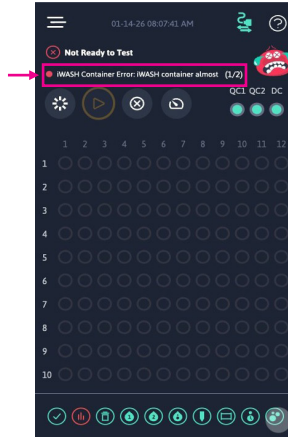 01-14-26 08:07:41 AM
Not Ready to Test
iWASH Container Error: iWASH container almost (1/2)
QC1 QC2 DC
1 2 3 4 5 6 7 8 9 10 11 12
1
2
3
4
5
6
7
8
9
10